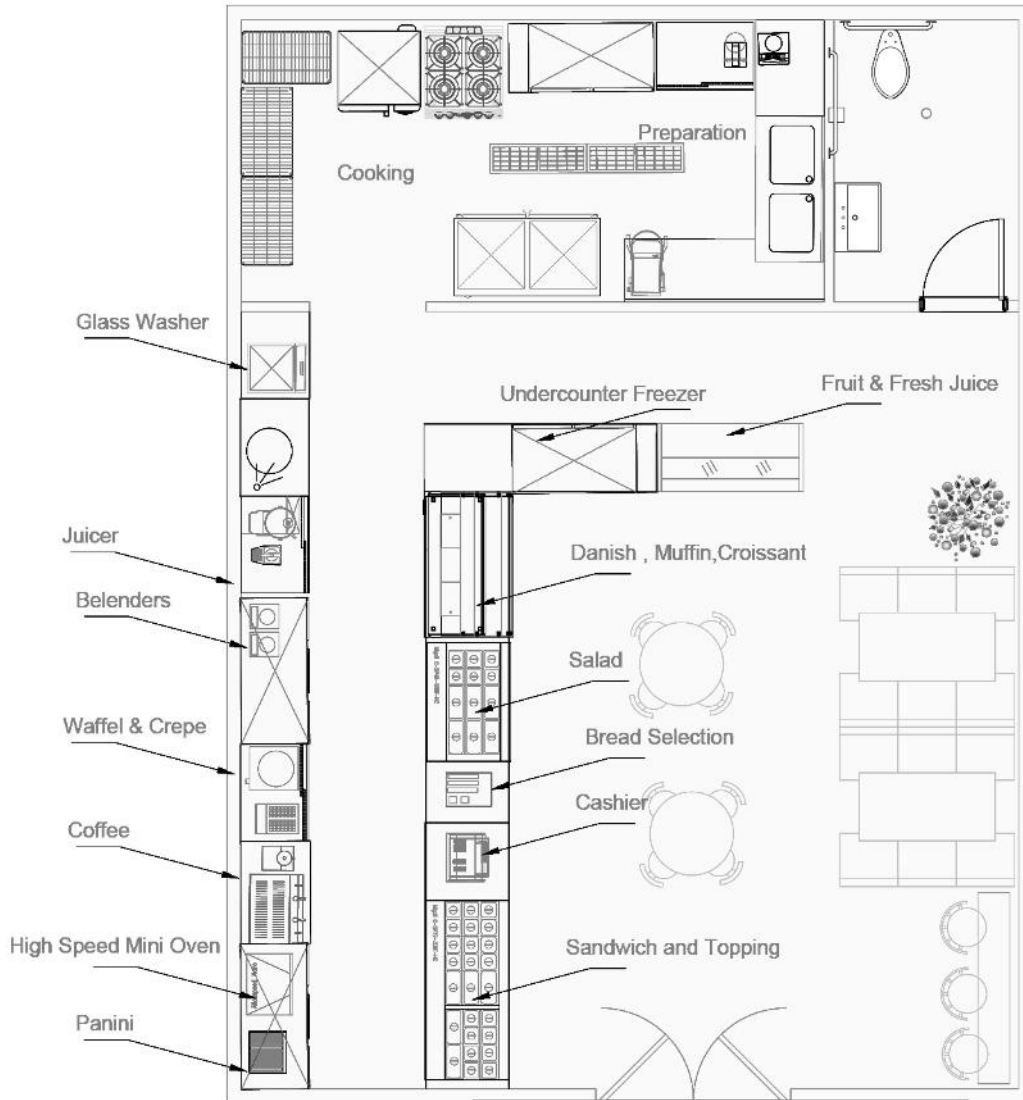 Preparation
Cooking
Glass Washer
Undercounter Freezer
Fruit & Fresh Juice
Juicer
Danish , Muffin,Croissant
Belenders
Salad
Waffel & Crepe
Bread Selection
Cashier
Coffee
High Speed Mini Oven
Sandwich and Topping
Panini